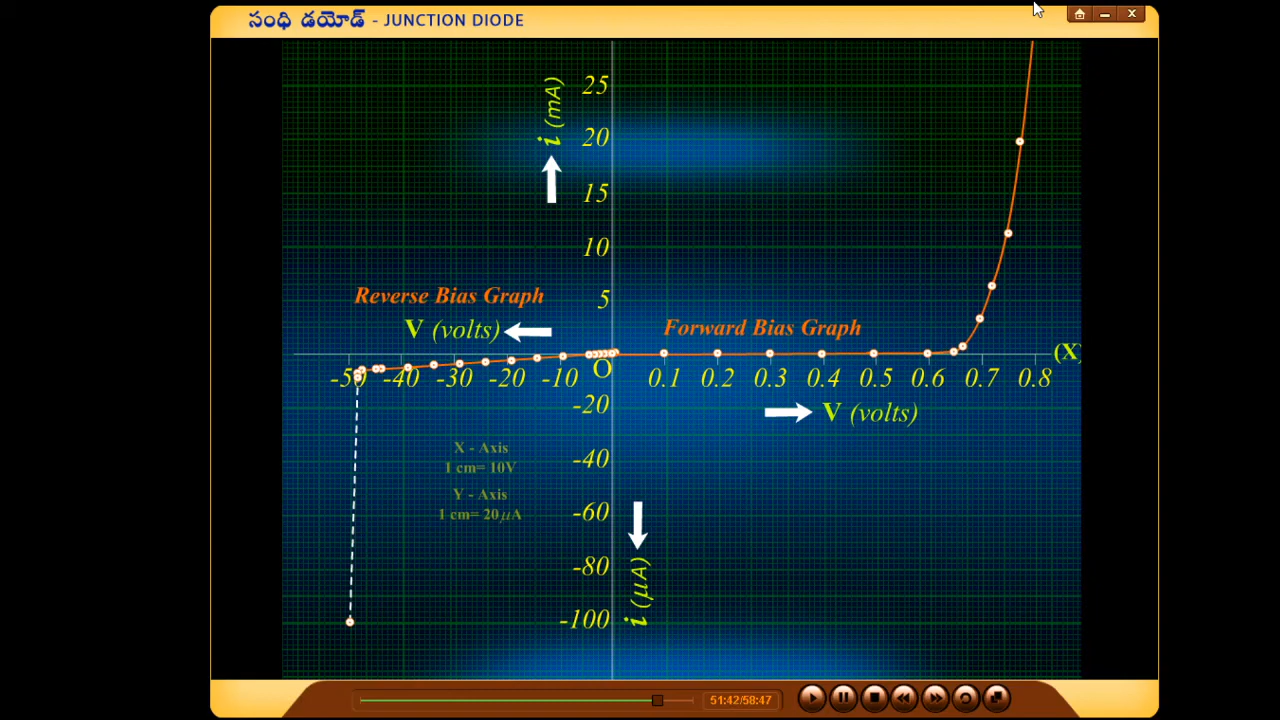 సంధి డయోడ్ - JUNCTION DIODE
i (mA)
25
20
15
10
5
Reverse Bias Graph
V (volts)
Forward Bias Graph
(X)
O
-50 -40 -30 -20 -10 0.1 0.2 0.3 0.4 0.5 0.6 0.7 0.8
V (volts)
-20
-40
-60
-80
-100
X - Axis
1 cm= 10V
Y - Axis
1 cm= 20μA
i (μA)
51:42/58:47